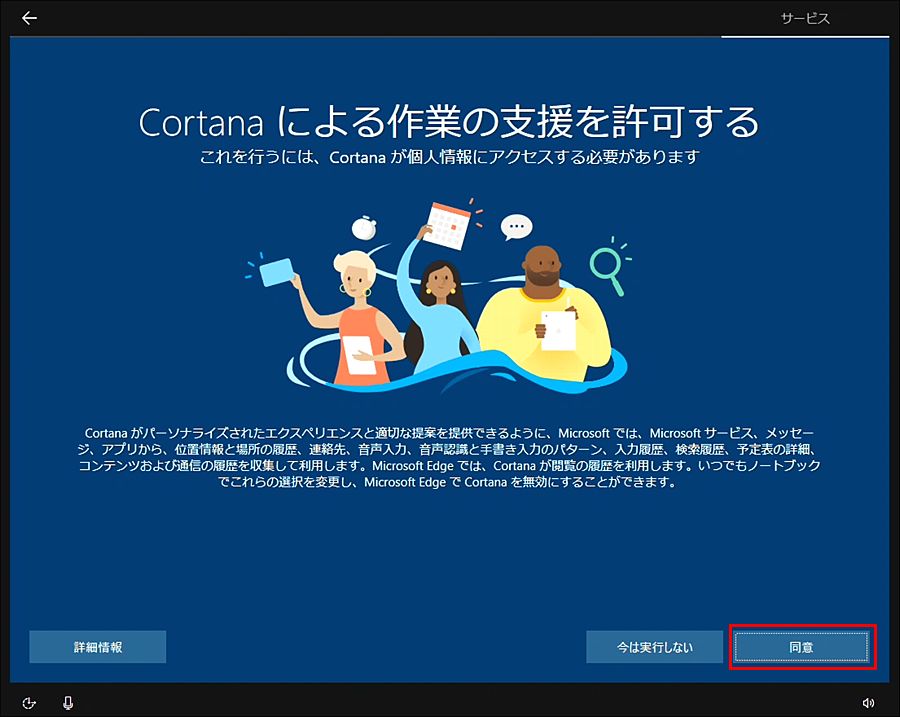 サービス
Cortana による作業の支援を許可する
これを行うには、Cortana が個人情報にアクセスする必要があります
Cortana がパーソナライズされたエクスペリエンスと適切な提案を提供できるように、Microsoft では、Microsoft サービス、メッセー
ジ、アプリから、位置情報と場所の履歴、連絡先、音声入力、音声認識と手書き入力のパターン、入力履歴、検索履歴、予定表の詳細、
コンテンツおよび通信の履歴を収集して利用します。Microsoft Edge では、Cortana が閲覧の履歴を利用します。いつでもノートブック
でこれらの選択を変更し、Microsoft Edge で Cortana を無効にすることができます。
詳細情報
今は実行しない
同意